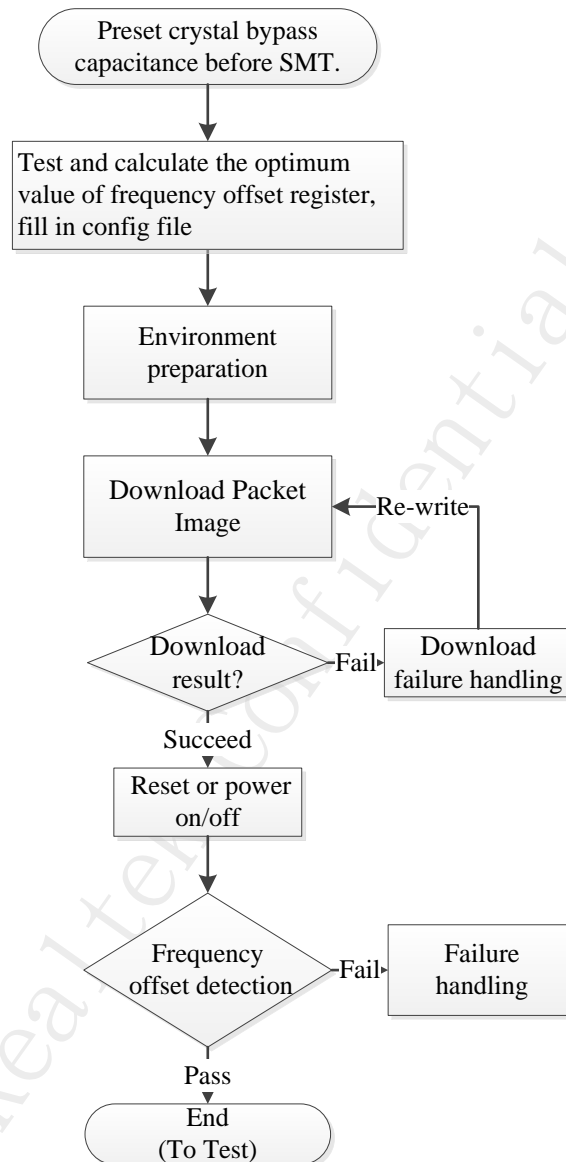 Preset crystal bypass
capacitance before SMT.
Test and calculate the optimum
value of frequency offset register,
fill in config file
Environment
preparation
Download Packet
Image
Re-write
Download
result?
Fail
Download
failure handling
Succeed
Reset or power
on/off
Frequency
offset detection
Fail
Failure
handling
Pass
End
(To Test)
Realtek Confidential